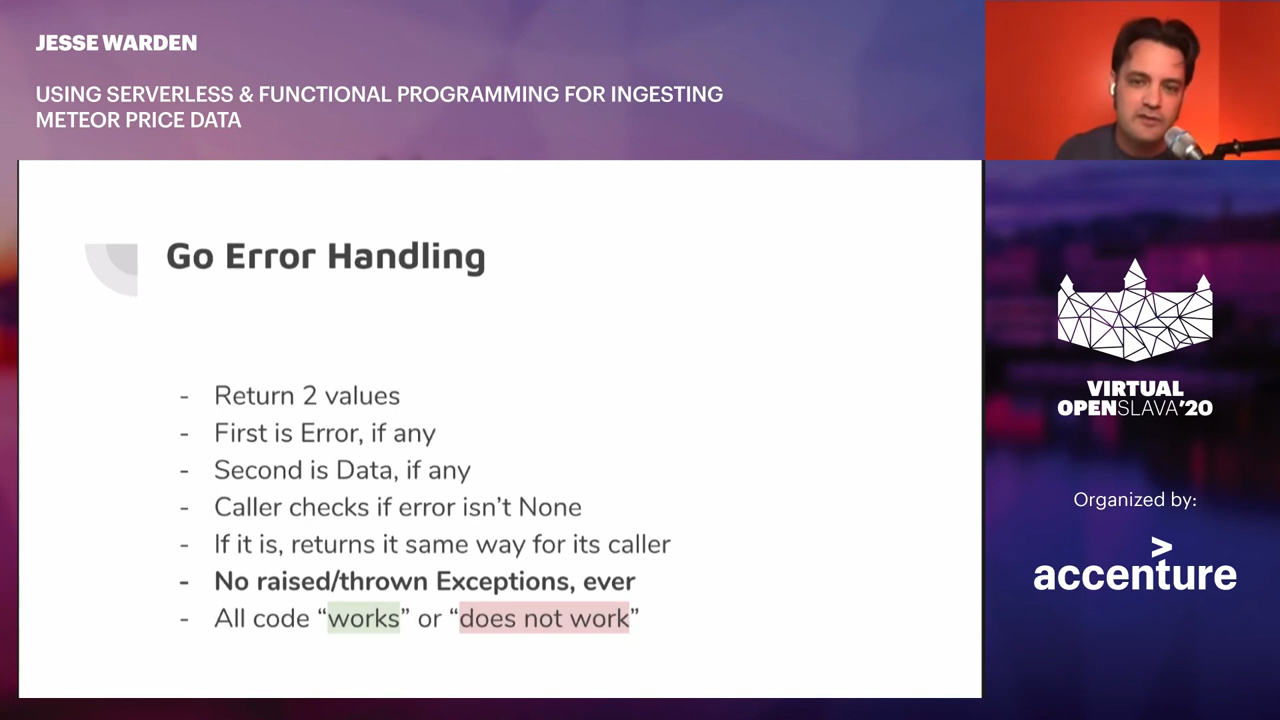 JESSE WARDEN
USING SERVERLESS & FUNCTIONAL PROGRAMMING FOR INGESTING
METEOR PRICE DATA
Go Error Handling
- Return 2 values
- First is Error, if any
- Second is Data, if any
- Caller checks if error isn’t None
- If it is, returns it same way for its caller
- No raised/thrown Exceptions, ever
- All code “works” or “does not work”
VIRTUAL
OPENSLAVA’20
Organized by:
accenture